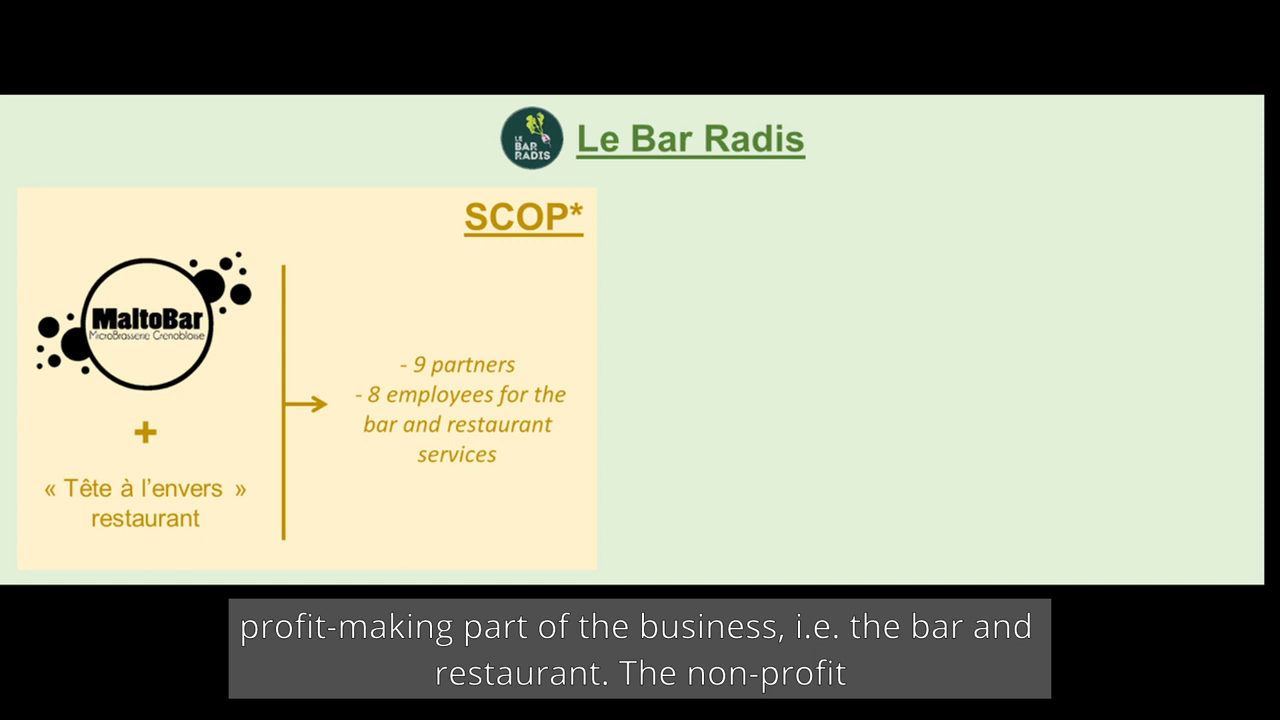 LE
BAR
RADIS
Le Bar Radis
SCOP*
MaltoBar
MicroBrasserie Grenobloise
+
« Tête à l’envers »
restaurant
- 9 partners
- 8 employees for the
bar and restaurant
services
profit-making part of the business, i.e. the bar and
restaurant. The non-profit